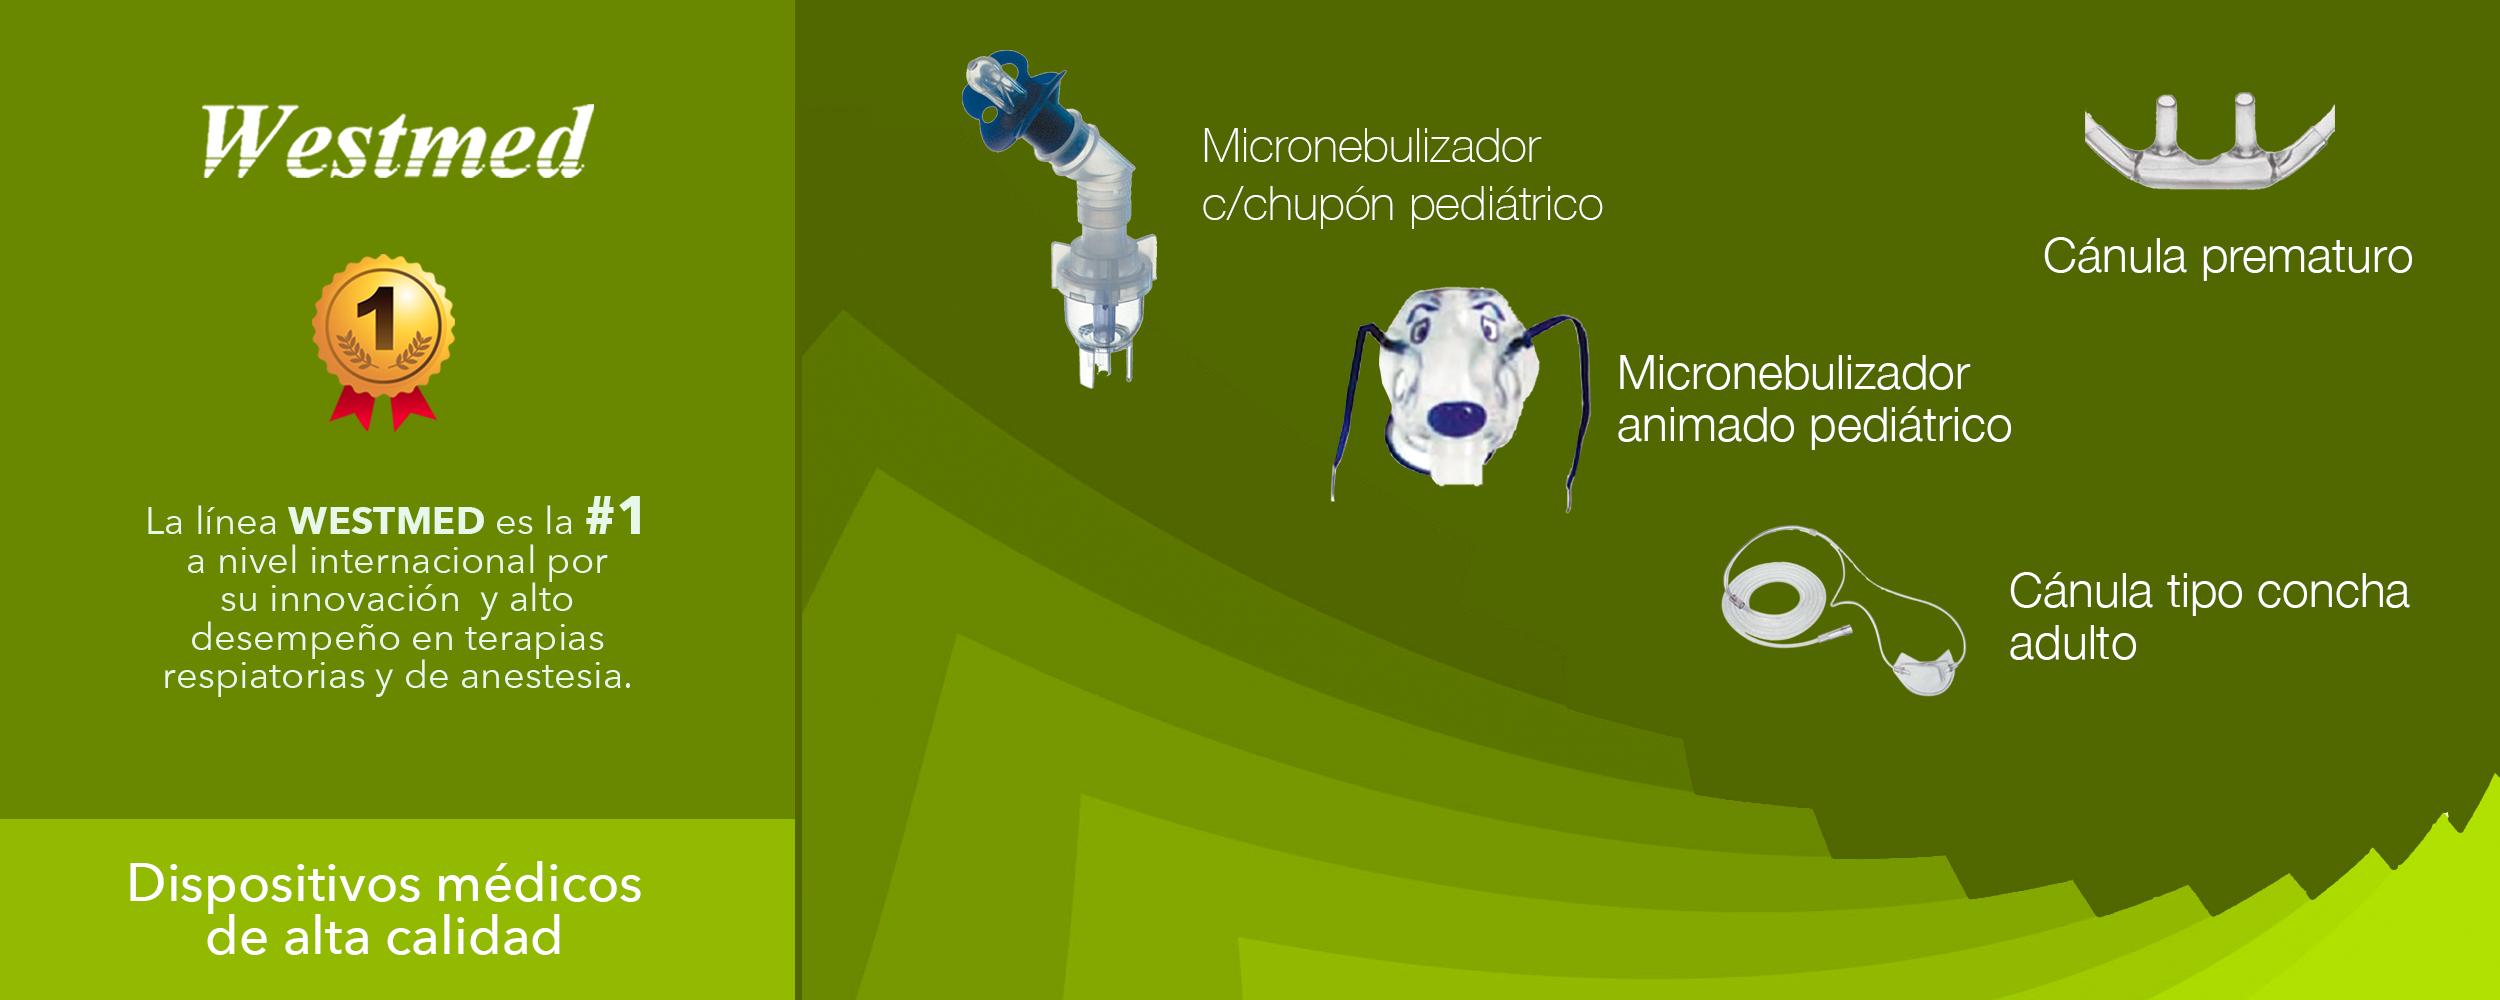 Westmed
1
La línea WESTMED es la #1
a nivel internacional por
su innovación y alto
desempeño en terapias
respiatorias y de anestesia.
Dispositivos médicos
de alta calidad
Micronebulizador
c/chupón pediátrico
Cánula prematuro
Micronebulizador
animado pediátrico
Cánula tipo concha
adulto